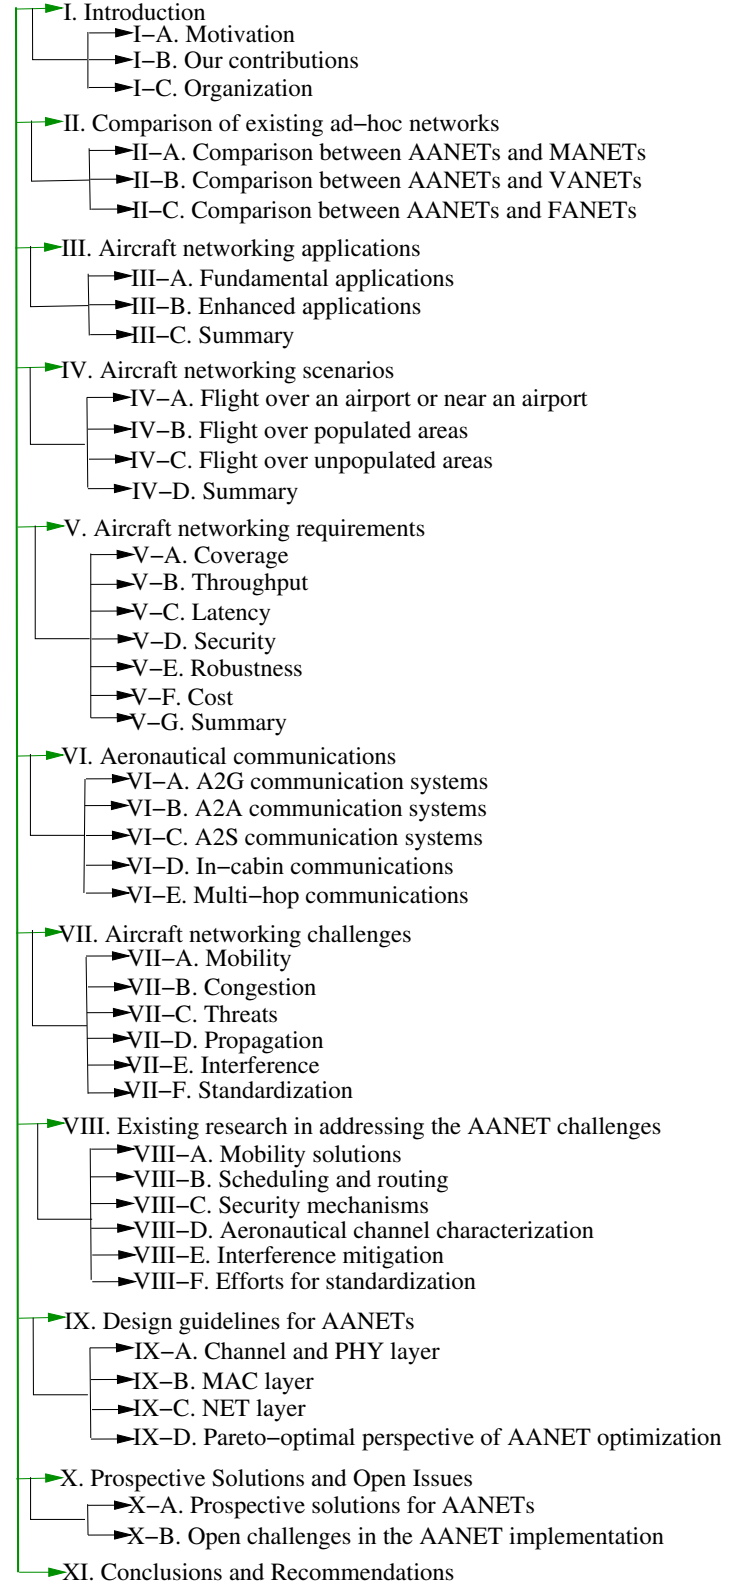 I. Introduction
I−A. Motivation
I−B. Our contributions
I−C. Organization
II. Comparison of existing ad−hoc networks
II−A. Comparison between AANETs and MANETs
II−B. Comparison between AANETs and VANETs
II−C. Comparison between AANETs and FANETs
III. Aircraft networking applications
III−A. Fundamental applications
III−B. Enhanced applications
III−C. Summary
IV. Aircraft networking scenarios
IV−A. Flight over an airport or near an airport
IV−B. Flight over populated areas
IV−C. Flight over unpopulated areas
IV−D. Summary
V. Aircraft networking requirements
V−A. Coverage
V−B. Throughput
V−C. Latency
V−D. Security
V−E. Robustness
V−F. Cost
V−G. Summary
VI. Aeronautical communications
VI−A. A2G communication systems
VI−B. A2A communication systems
VI−C. A2S communication systems
VI−D. In−cabin communications
VI−E. Multi−hop communications
VII. Aircraft networking challenges
VII−A. Mobility
VII−B. Congestion
VII−C. Threats
VII−D. Propagation
VII−E. Interference
VII−F. Standardization
VIII. Existing research in addressing the AANET challenges
VIII−A. Mobility solutions
VIII−B. Scheduling and routing
VIII−C. Security mechanisms
VIII−D. Aeronautical channel characterization
VIII−E. Interference mitigation
VIII−F. Efforts for standardization
IX. Design guidelines for AANETs
IX−A. Channel and PHY layer
IX−B. MAC layer
IX−C. NET layer
IX−D. Pareto−optimal perspective of AANET optimization
X. Prospective Solutions and Open Issues
X−A. Prospective solutions for AANETs
X−B. Open challenges in the AANET implementation
XI. Conclusions and Recommendations